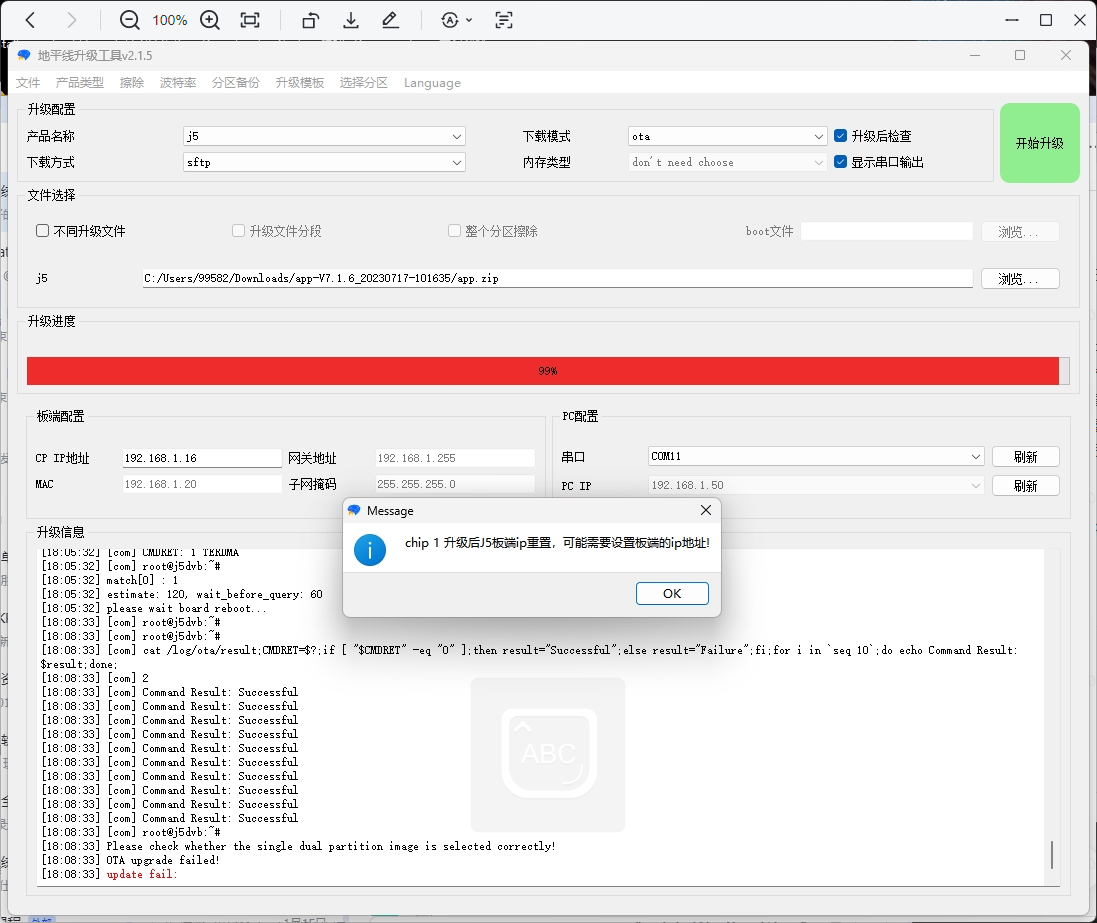 100%
地平线升级工具v2.1.5
文件 产品类型 擦除 波特率 分区备份 升级模板 选择分区 Language
升级配置
产品名称 j5 下载模式 ota 升级后检查
下载方式 sftp 内存类型 don't need choose 显示串口输出
开始升级
文件选择
不同升级文件 升级文件分段 整个分区擦除 boot文件 浏览...
j5 C:/Users/99582/Downloads/app-V7.1.6_20230717-101635/app.zip 浏览...
升级进度
99%
板端配置
CP IP地址 192.168.1.16 网关地址 192.168.1.255
MAC 192.168.1.20 子网掩码 255.255.255.0
PC配置
串口 COM11 刷新
PC IP 192.168.1.50 刷新
Message
chip 1 升级后J5板端ip重置，可能需要设置板端的ip地址!
OK
升级信息
[18:05:32] [com] CMDRET: 1 TERDMA
[18:05:32] [com] root@j5dvb:~#
[18:05:32] match[0] : 1
[18:05:32] estimate: 120, wait_before_query: 60
[18:05:32] please wait board reboot...
[18:08:33] [com] root@j5dvb:~#
[18:08:33] [com] root@j5dvb:~#
[18:08:33] [com] cat /log/ota/result;CMDRET=$?;if [ "$CMDRET" -eq "0" ];then result="Successful";else result="Failure";fi;for i in `seq 10`;do echo Command Result:
$result;done;
[18:08:33] [com] 2
[18:08:33] [com] Command Result: Successful
[18:08:33] [com] Command Result: Successful
[18:08:33] [com] Command Result: Successful
[18:08:33] [com] Command Result: Successful
[18:08:33] [com] Command Result: Successful
[18:08:33] [com] Command Result: Successful
[18:08:33] [com] Command Result: Successful
[18:08:33] [com] Command Result: Successful
[18:08:33] [com] Command Result: Successful
[18:08:33] [com] Command Result: Successful
[18:08:33] [com] root@j5dvb:~#
[18:08:33] Please check whether the single dual partition image is selected correctly!
[18:08:33] OTA upgrade failed!
[18:08:33] update fail:
ABC